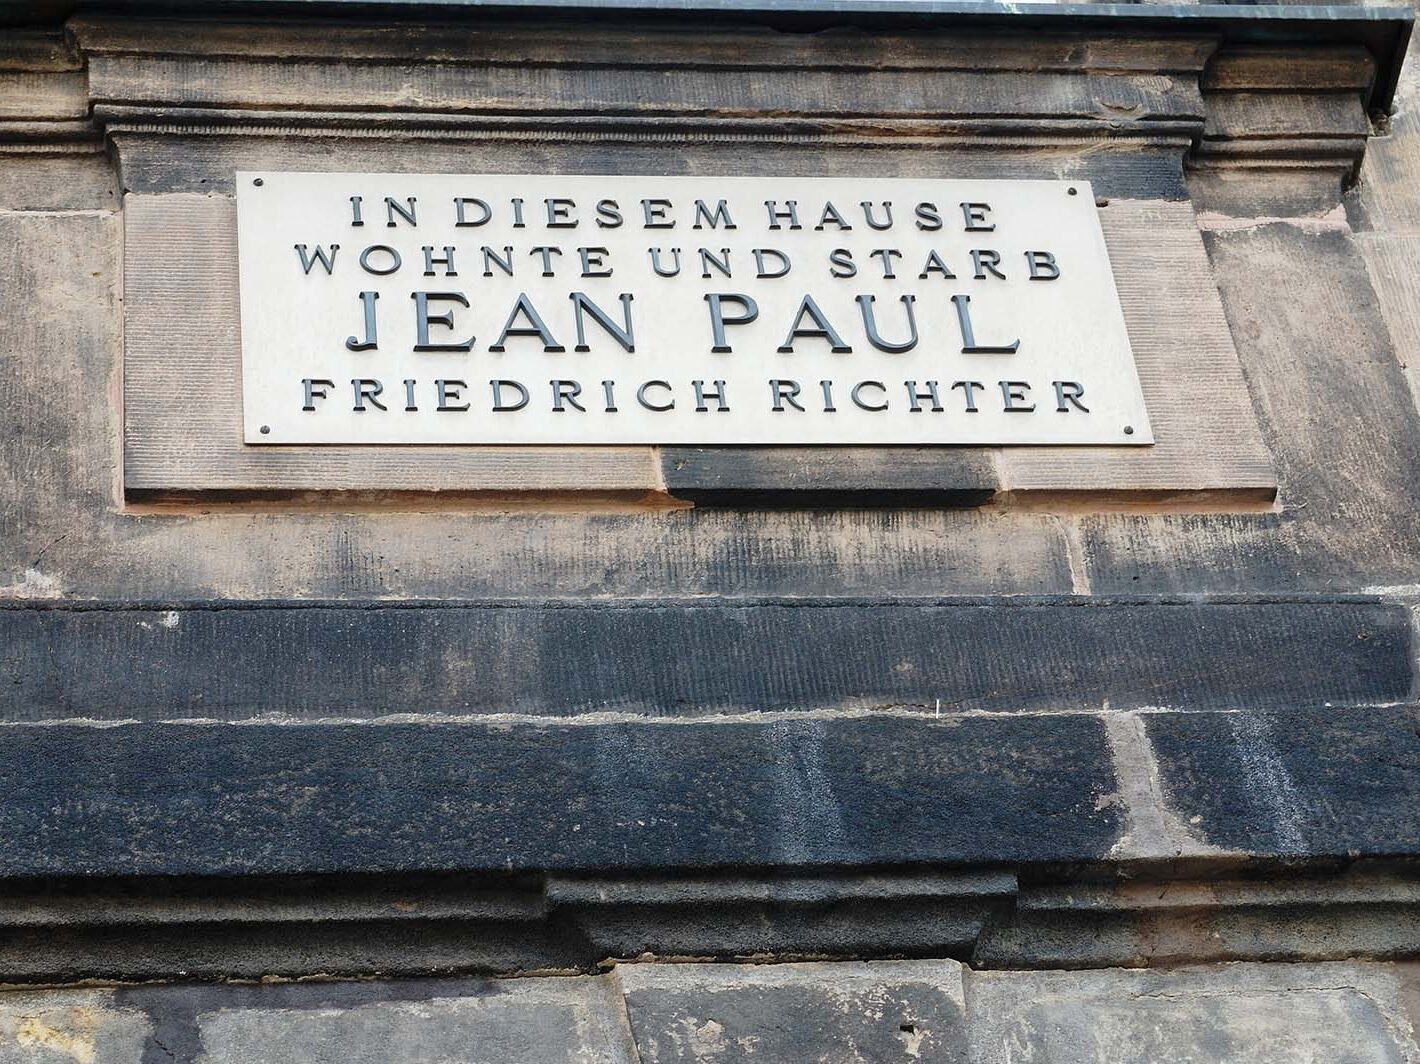 IN DIESEM HAUSE
WOHNTE UND STARB
JEAN PAUL
FRIEDRICH RICHTER